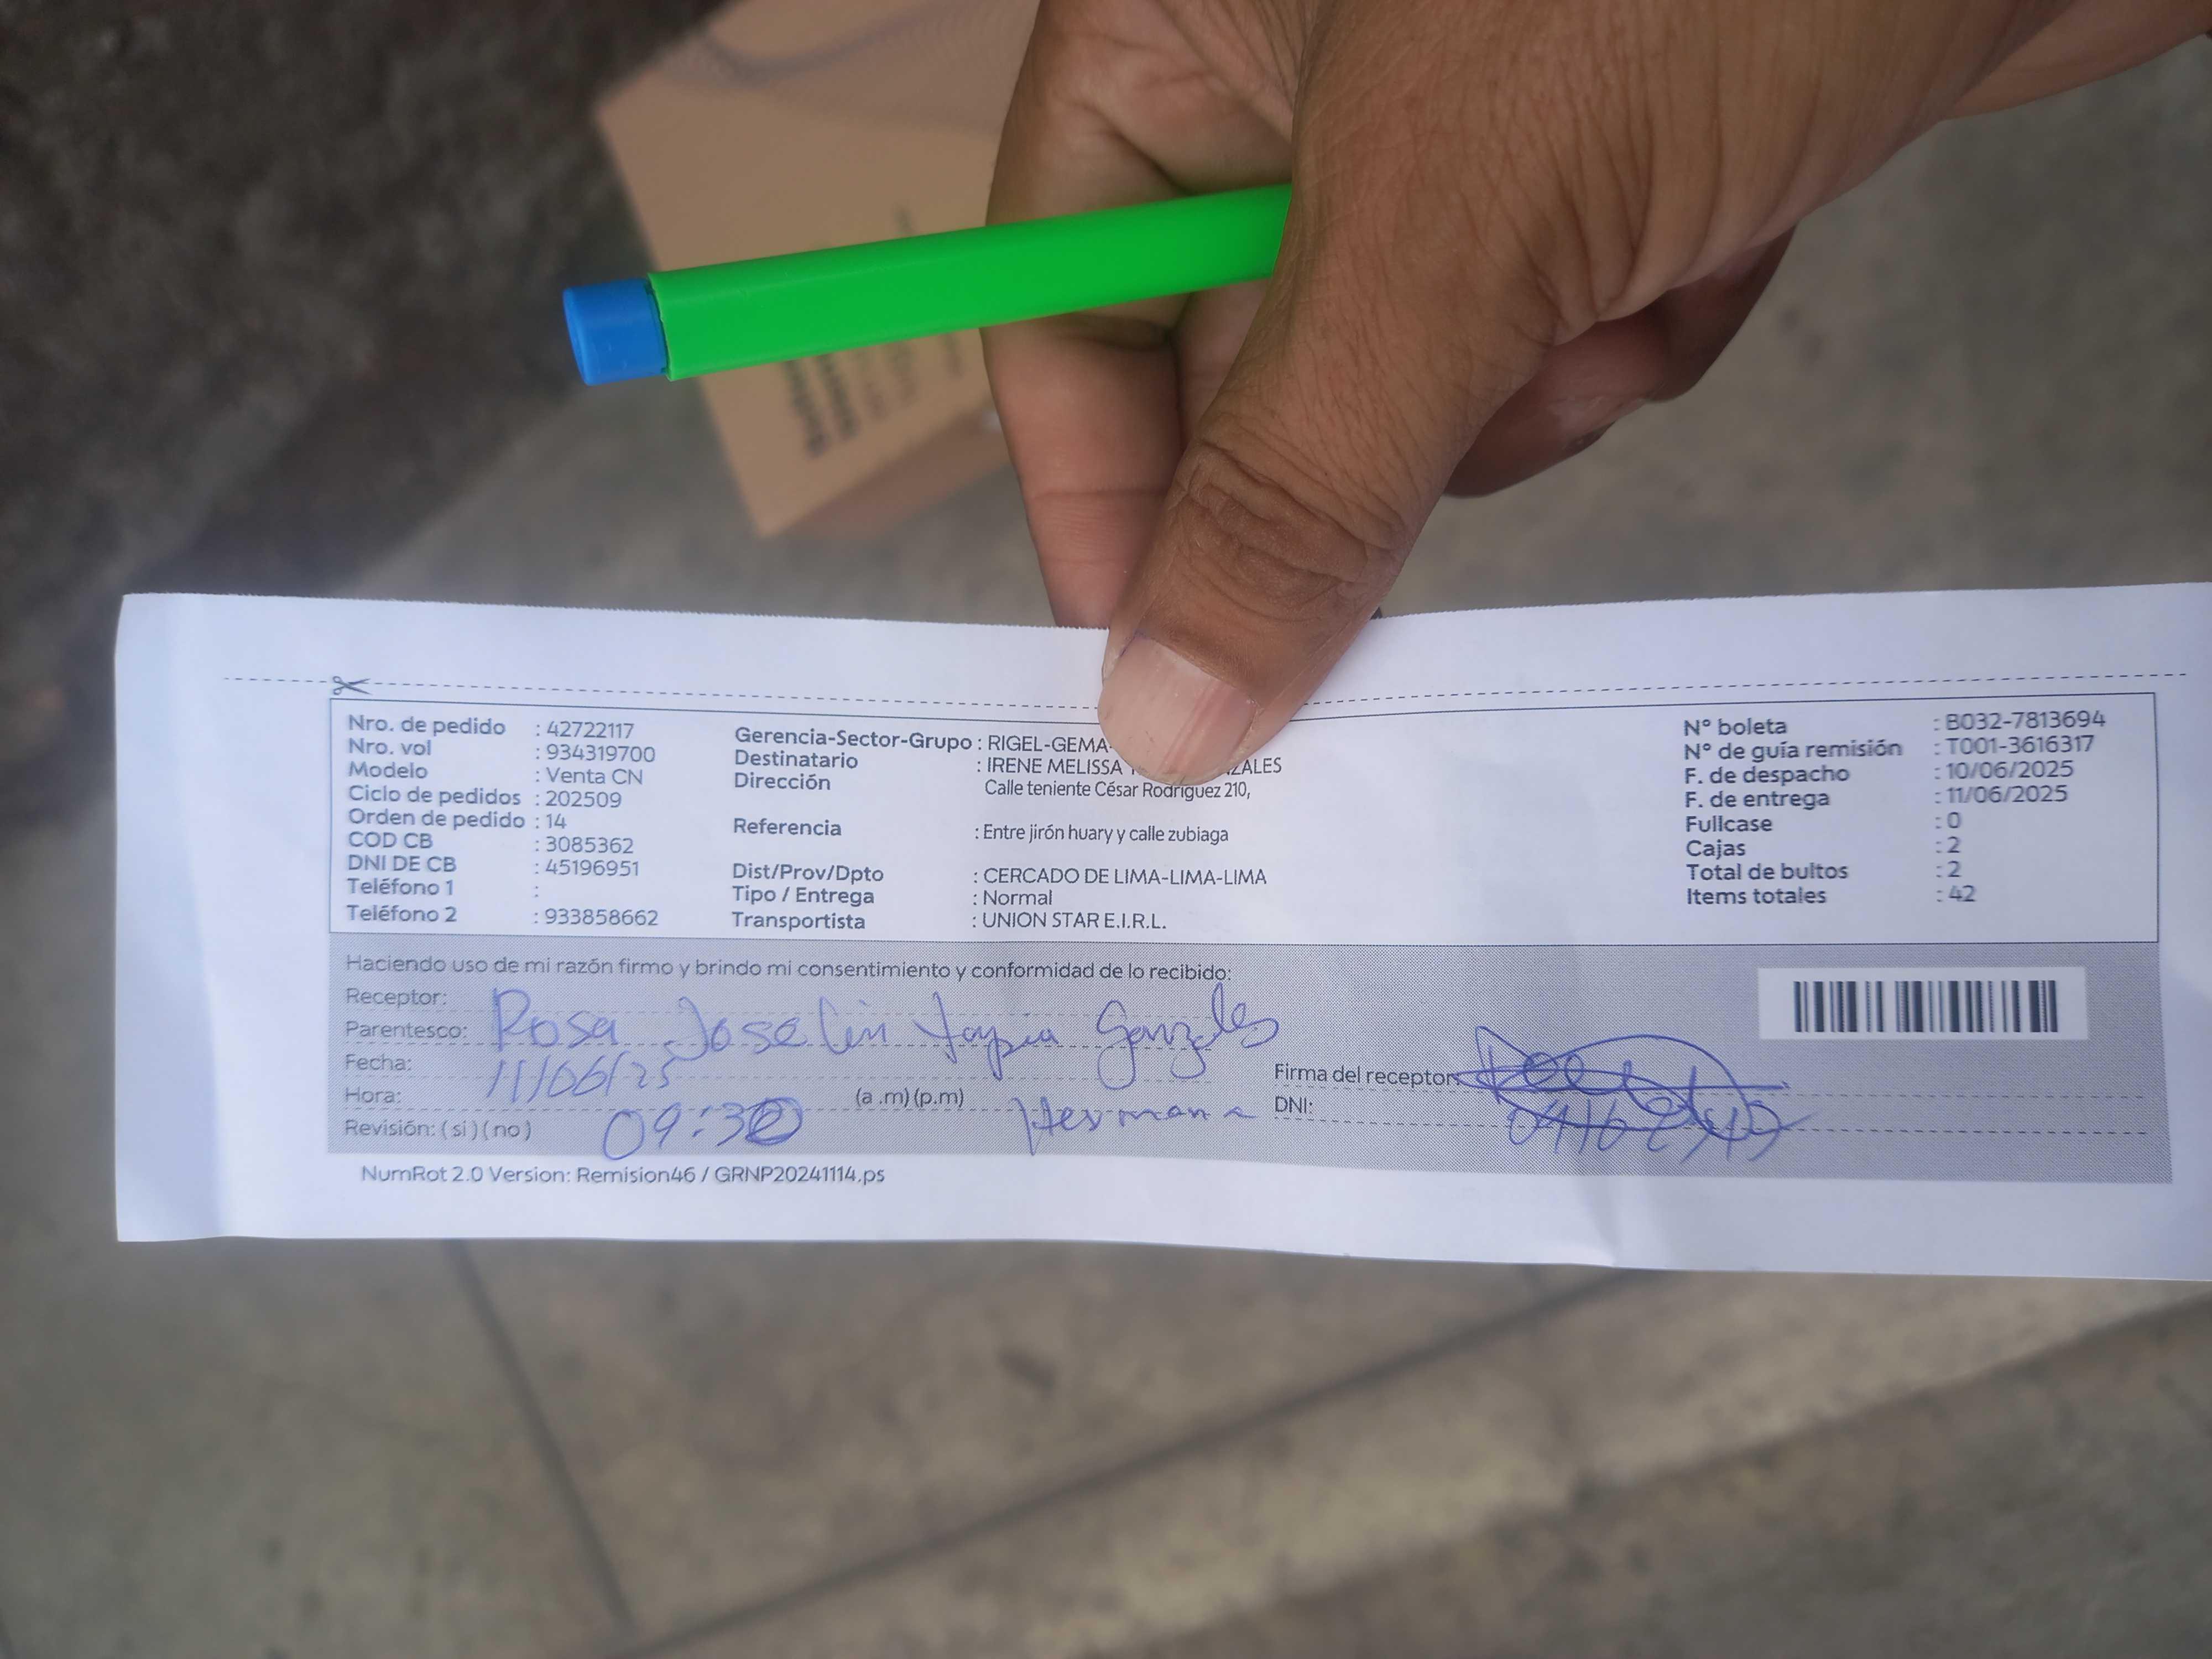 Nro. de pedido : 42722117
Nro. vol : 934319700
Modelo : Venta CN
Ciclo de pedidos : 202509
Orden de pedido : 14
COD CB : 3085362
DNI DE CB : 45196951
Teléfono 1 :
Teléfono 2 : 933858662
Gerencia-Sector-Grupo : RIGEL-GEMA-
Destinatario : IRENE MELISSA
Dirección Calle teniente César Rodriguez 210,
Referencia : Entre jirón huary y calle zubiaga
Dist/Prov/Dpto : CERCADO DE LIMA-LIMA-LIMA
Tipo / Entrega : Normal
Transportista : UNION STAR E.I.R.L.
N° boleta : B032-7813694
N° de guía remisión : T001-3616317
F. de despacho : 10/06/2025
F. de entrega : 11/06/2025
Fullcase : 0
Cajas : 2
Total de bultos : 2
Items totales : 42
Haciendo uso de mi razón firmo y brindo mi consentimiento y conformidad de lo recibido:
Receptor:
Parentesco: Rosa Joselin Tapia Gonzales
Fecha: 11/06/25
Firma del receptor:
Hora: (a .m) (p.m) Hermana
DNI:
Revisión: ( si ) ( no ) 09:30
NumRot 2.0 Version: Remision46 / GRNP20241114.ps